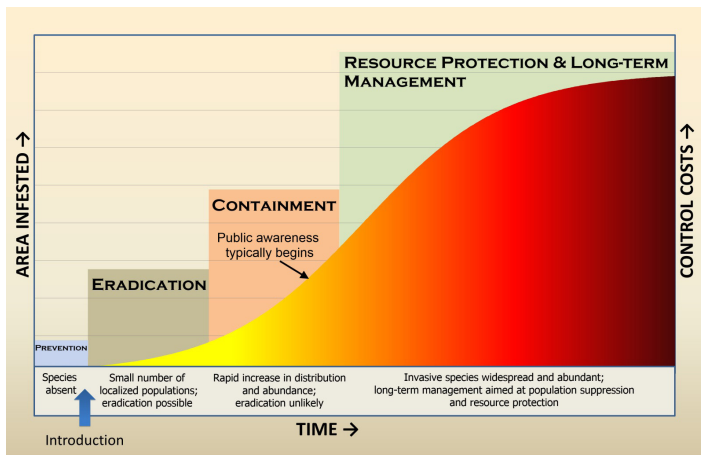 RESOURCE PROTECTION & LONG-TERM
MANAGEMENT
CONTAINMENT
Public awareness
typically begins
ERADICATION
PREVENTION
AREA INFESTED →
CONTROL COSTS →
Species
absent
Small number of
localized populations;
eradication possible
Rapid increase in distribution
and abundance;
eradication unlikely
Invasive species widespread and abundant;
long-term management aimed at population suppression
and resource protection
Introduction
TIME →